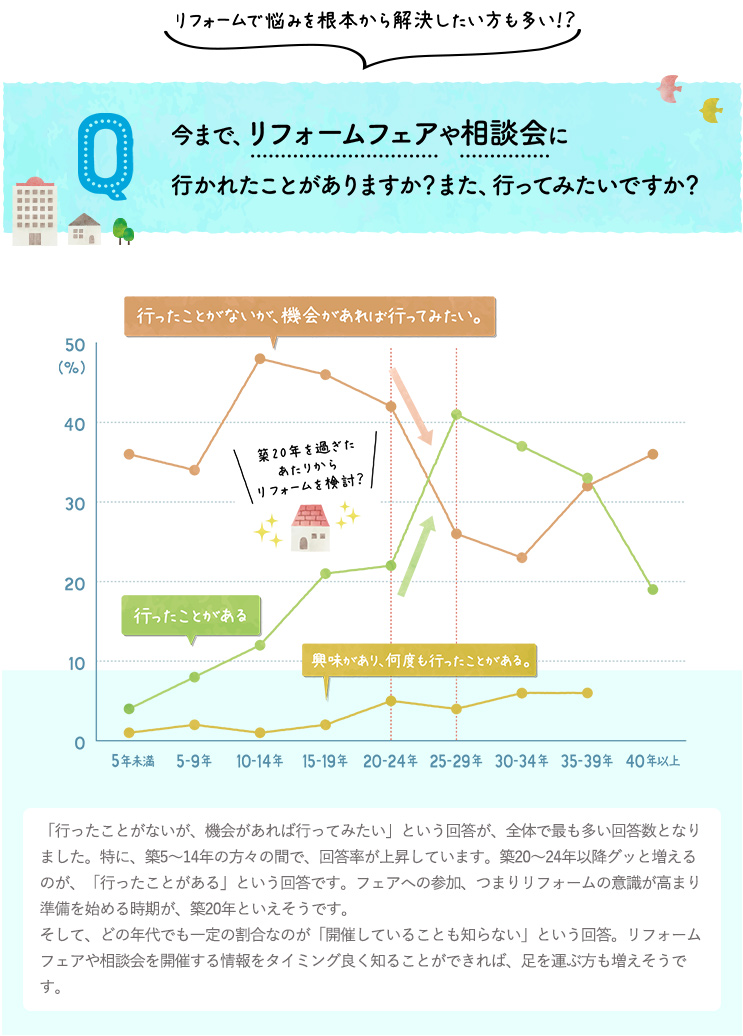 リフォームで悩みを根本から解決したい方も多い!?
Q
今まで、リフォームフェアや相談会に
行かれたことがありますか?また、行ってみたいですか?
行ったことがないが、機会があれば行ってみたい。
50
(%)
40
築20年を過ぎた
あたりから
リフォームを検討?
30
20
行ったことがある
興味があり、何度も行ったことがある。
10
0
5年未満 5-9年 10-14年 15-19年 20-24年 25-29年 30-34年 35-39年 40年以上
「行ったことがないが、機会があれば行ってみたい」という回答が、全体で最も多い回答数となり
ました。特に、築5〜14年の方々の間で、回答率が上昇しています。築20〜24年以降グッと増える
のが、「行ったことがある」という回答です。フェアへの参加、つまりリフォームの意識が高まり
準備を始める時期が、築20年といえそうです。
そして、どの年代でも一定の割合なのが「開催していることも知らない」という回答。リフォーム
フェアや相談会を開催する情報をタイミング良く知ることができれば、足を運ぶ方も増えそうで
す。